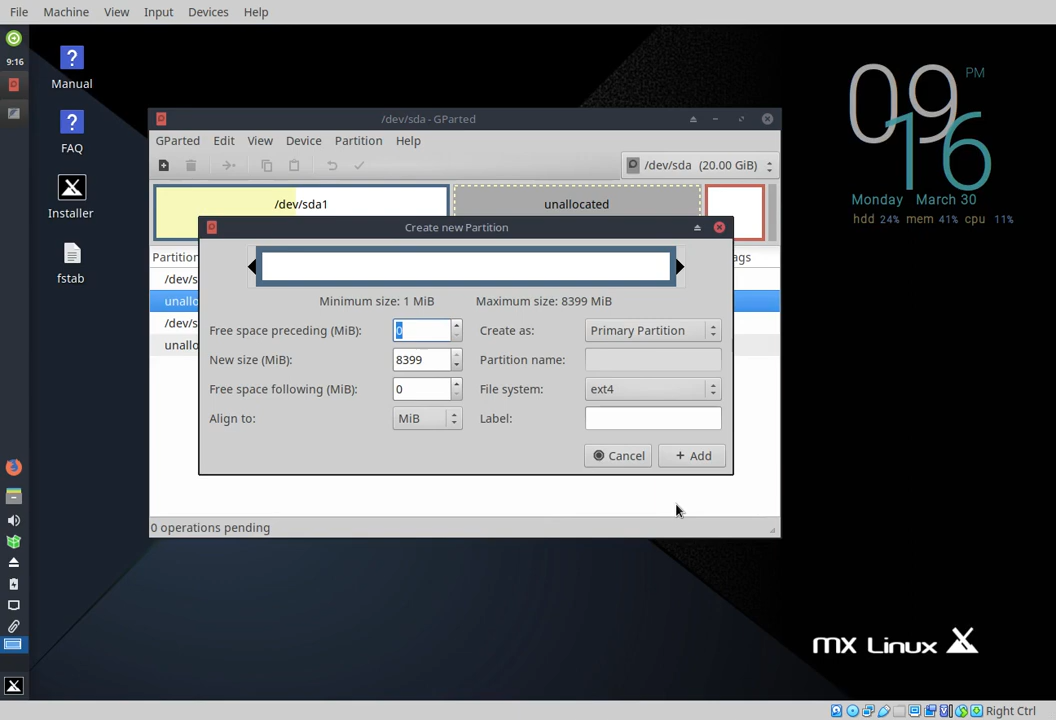 File Machine View Input Devices Help
9:16
Manual
FAQ
Installer
fstab
09 PM
16
Monday March 30
hdd 24% mem 41% cpu 11%
/dev/sda - GParted
GParted Edit View Device Partition Help
/dev/sda (20.00 GiB)
/dev/sda1
unallocated
Create new Partition
Minimum size: 1 MiB Maximum size: 8399 MiB
Free space preceding (MiB): 0 Create as: Primary Partition
New size (MiB): 8399 Partition name:
Free space following (MiB): 0 File system: ext4
Align to: MiB Label:
Cancel Add
Partition
ags
/dev/s
unallo
/dev/s
unallo
0 operations pending
MX Linux
Right Ctrl